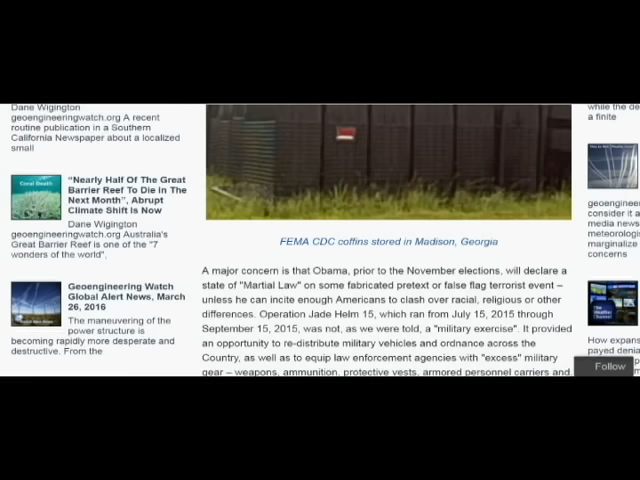 Dane Wigington
geoengineeringwatch.org A recent
routine publication in a Southern
California Newspaper about a localized
small
Coral Death
"Nearly Half Of The Great
Barrier Reef To Die In The
Next Month", Abrupt
Climate Shift Is Now
Dane Wigington
geoengineeringwatch.org Australia's
Great Barrier Reef is one of the "7
wonders of the world",
Geoengineering Watch
Global Alert News, March
26, 2016
The maneuvering of the
power structure is
becoming rapidly more desperate and
destructive. From the
FEMA CDC coffins stored in Madison, Georgia
A major concern is that Obama, prior to the November elections, will declare a
state of "Martial Law" on some fabricated pretext or false flag terrorist event –
unless he can incite enough Americans to clash over racial, religious or other
differences. Operation Jade Helm 15, which ran from July 15, 2015 through
September 15, 2015, was not, as we were told, a "military exercise". It provided
an opportunity to re-distribute military vehicles and ordnance across the
Country, as well as to equip law enforcement agencies with "excess" military
gear – weapons, ammunition, protective vests, armored personnel carriers and
while the de
a finite
geoengineer
consider it a
media news
meteorologis
marginalize
concerns
How expans
payed denia
Follow